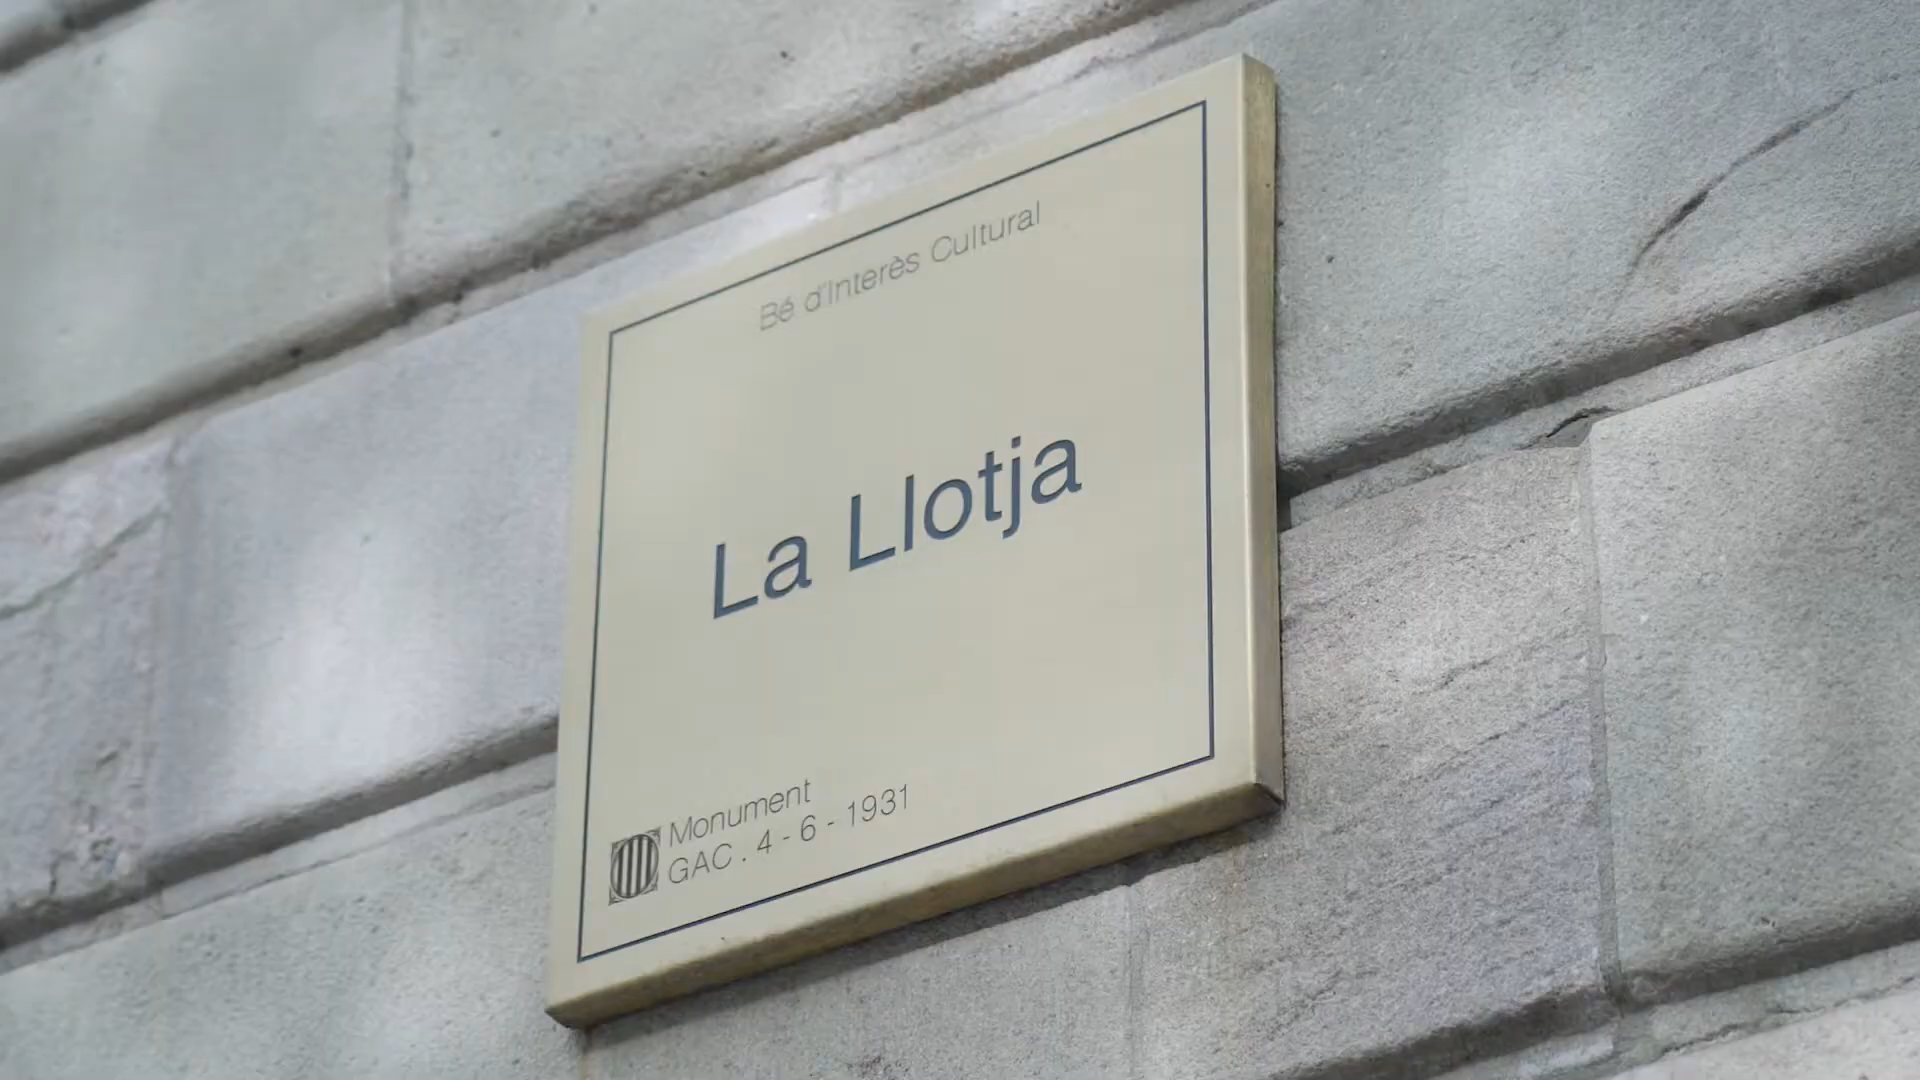 Bé d'Interès Cultural
La Llotja
Monument
GAC . 4 - 6 - 1931